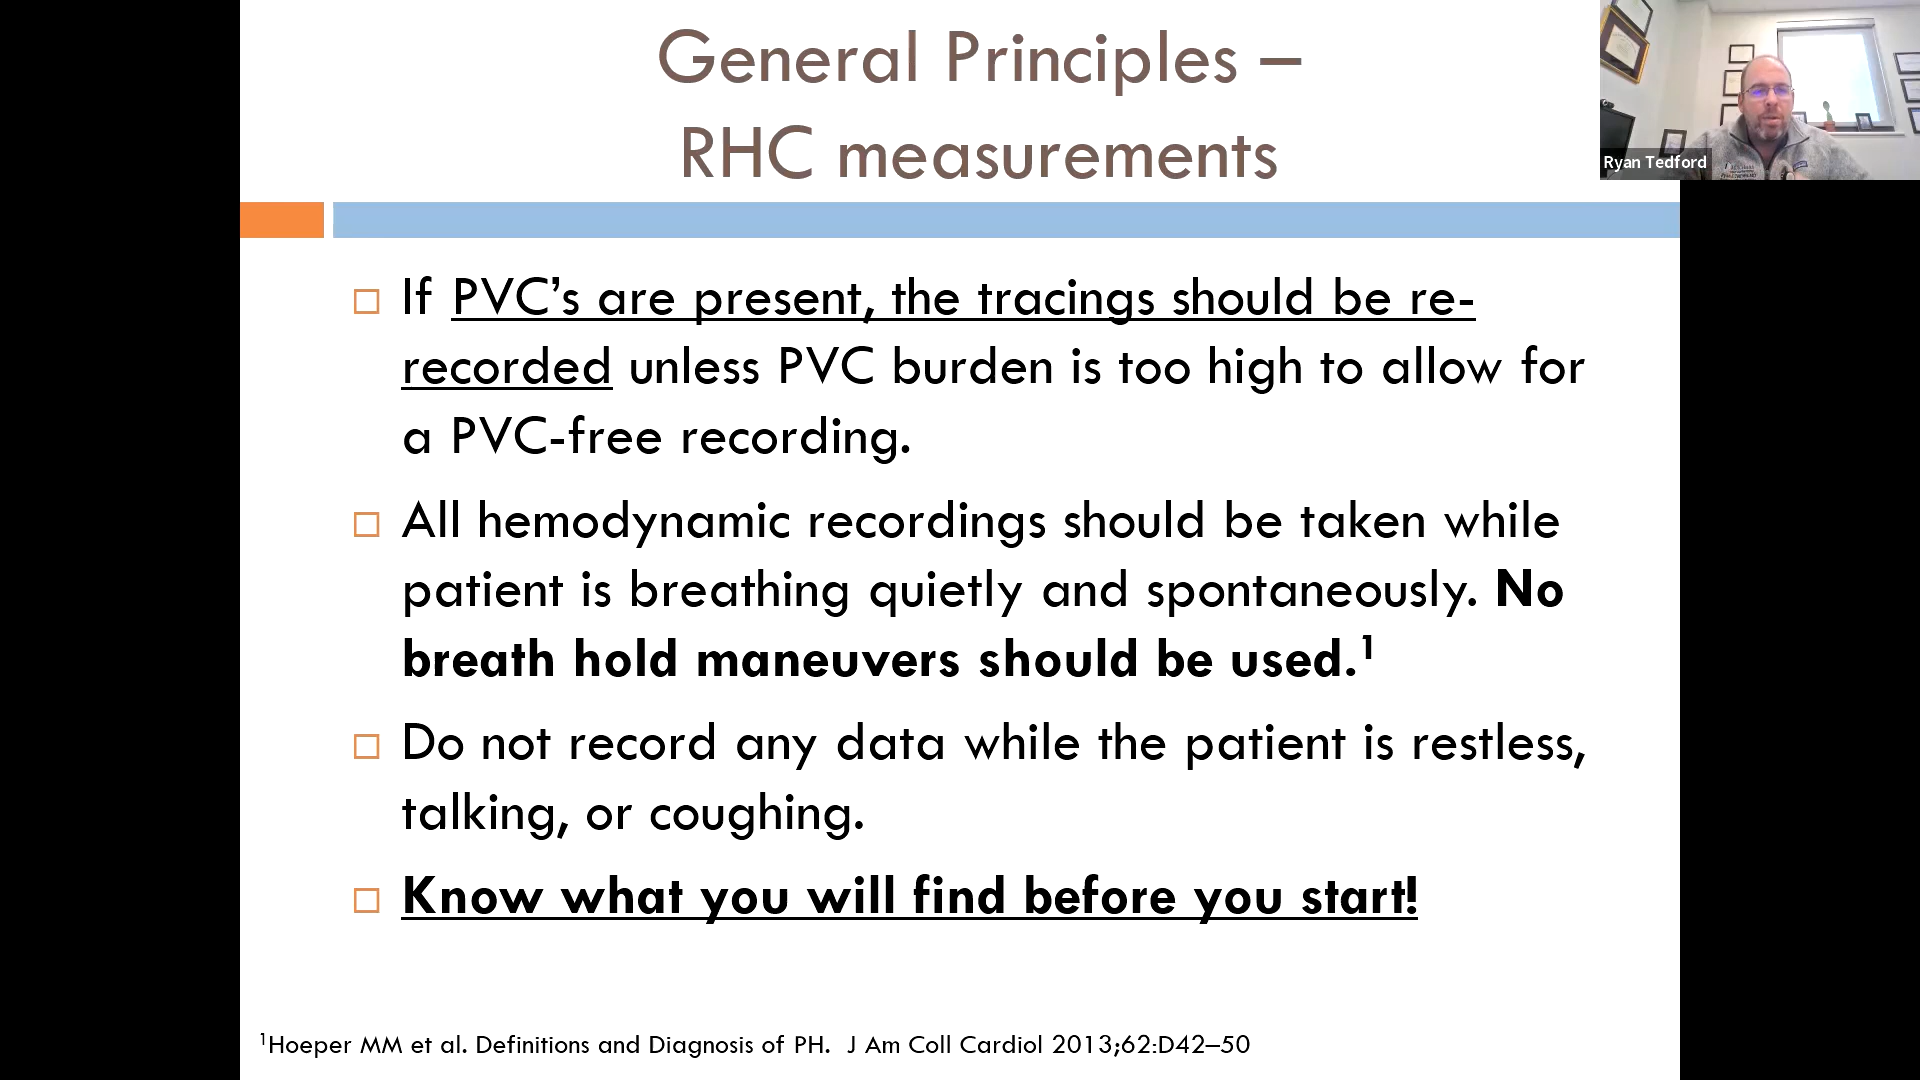 General Principles –
RHC measurements
Ryan Tedford
If PVC’s are present, the tracings should be re-
recorded unless PVC burden is too high to allow for
a PVC-free recording.
All hemodynamic recordings should be taken while
patient is breathing quietly and spontaneously. No
breath hold maneuvers should be used.¹
Do not record any data while the patient is restless,
talking, or coughing.
Know what you will find before you start!
¹Hoeper MM et al. Definitions and Diagnosis of PH. J Am Coll Cardiol 2013;62:D42–50